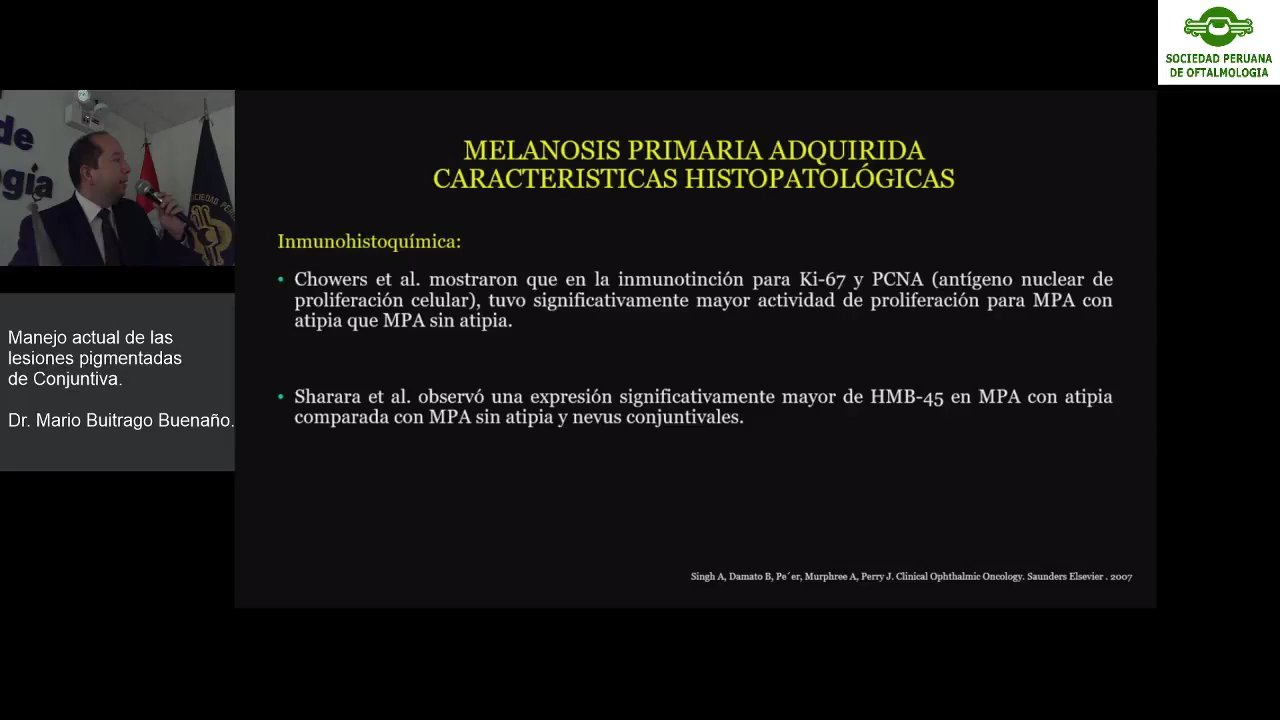 SOCIEDAD PERUANA
DE OFTALMOLOGIA
de
gía
SOCIEDAD PER
MELANOSIS PRIMARIA ADQUIRIDA
CARACTERISTICAS HISTOPATOLÓGICAS
Inmunohistoquímica:
• Chowers et al. mostraron que en la inmunotinción para Ki-67 y PCNA (antígeno nuclear de
proliferación celular), tuvo significativamente mayor actividad de proliferación para MPA con
atipia que MPA sin atipia.
• Sharara et al. observó una expresión significativamente mayor de HMB-45 en MPA con atipia
comparada con MPA sin atipia y nevus conjuntivales.
Singh A, Damato B, Pe´er, Murphree A, Perry J. Clinical Ophthalmic Oncology. Saunders Elsevier . 2007
Manejo actual de las
lesiones pigmentadas
de Conjuntiva.
Dr. Mario Buitrago Buenaño.